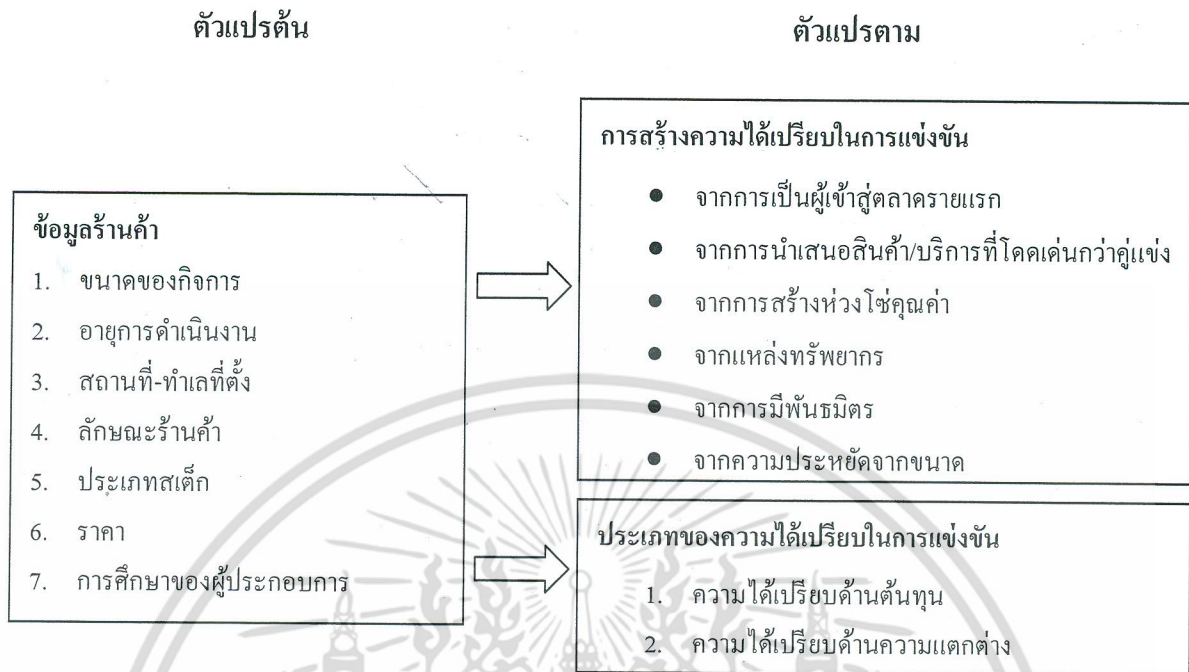 ตัวแปรต้น
ตัวแปรตาม
ข้อมูลร้านค้า
1. ขนาดของกิจการ
2. อายุการดำเนินงาน
3. สถานที่-ทำเลที่ตั้ง
4. ลักษณะร้านค้า
5. ประเภทสเต็ก
6. ราคา
7. การศึกษาของผู้ประกอบการ
การสร้างความได้เปรียบในการแข่งขัน
● จากการเป็นผู้เข้าสู่ตลาดรายแรก
● จากการนำเสนอสินค้า/บริการที่โดดเด่นกว่าคู่แข่ง
● จากการสร้างห่วงโซ่คุณค่า
● จากแหล่งทรัพยากร
● จากการมีพันธมิตร
● จากความประหยัดจากขนาด
ประเภทของความได้เปรียบในการแข่งขัน
1. ความได้เปรียบด้านต้นทุน
2. ความได้เปรียบด้านความแตกต่าง